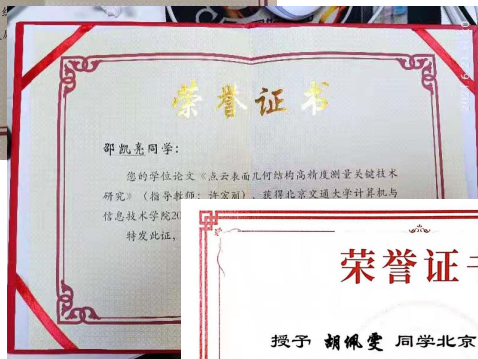 荣誉证书
邵凯亮同学：
您的学位论文《点云表面几何结构高精度测量关键技术
研究》（指导教师：许宏丽），获得北京交通大学计算机与
信息技术学院20
特发此证，
荣誉证
授予 胡佩雯 同学北京